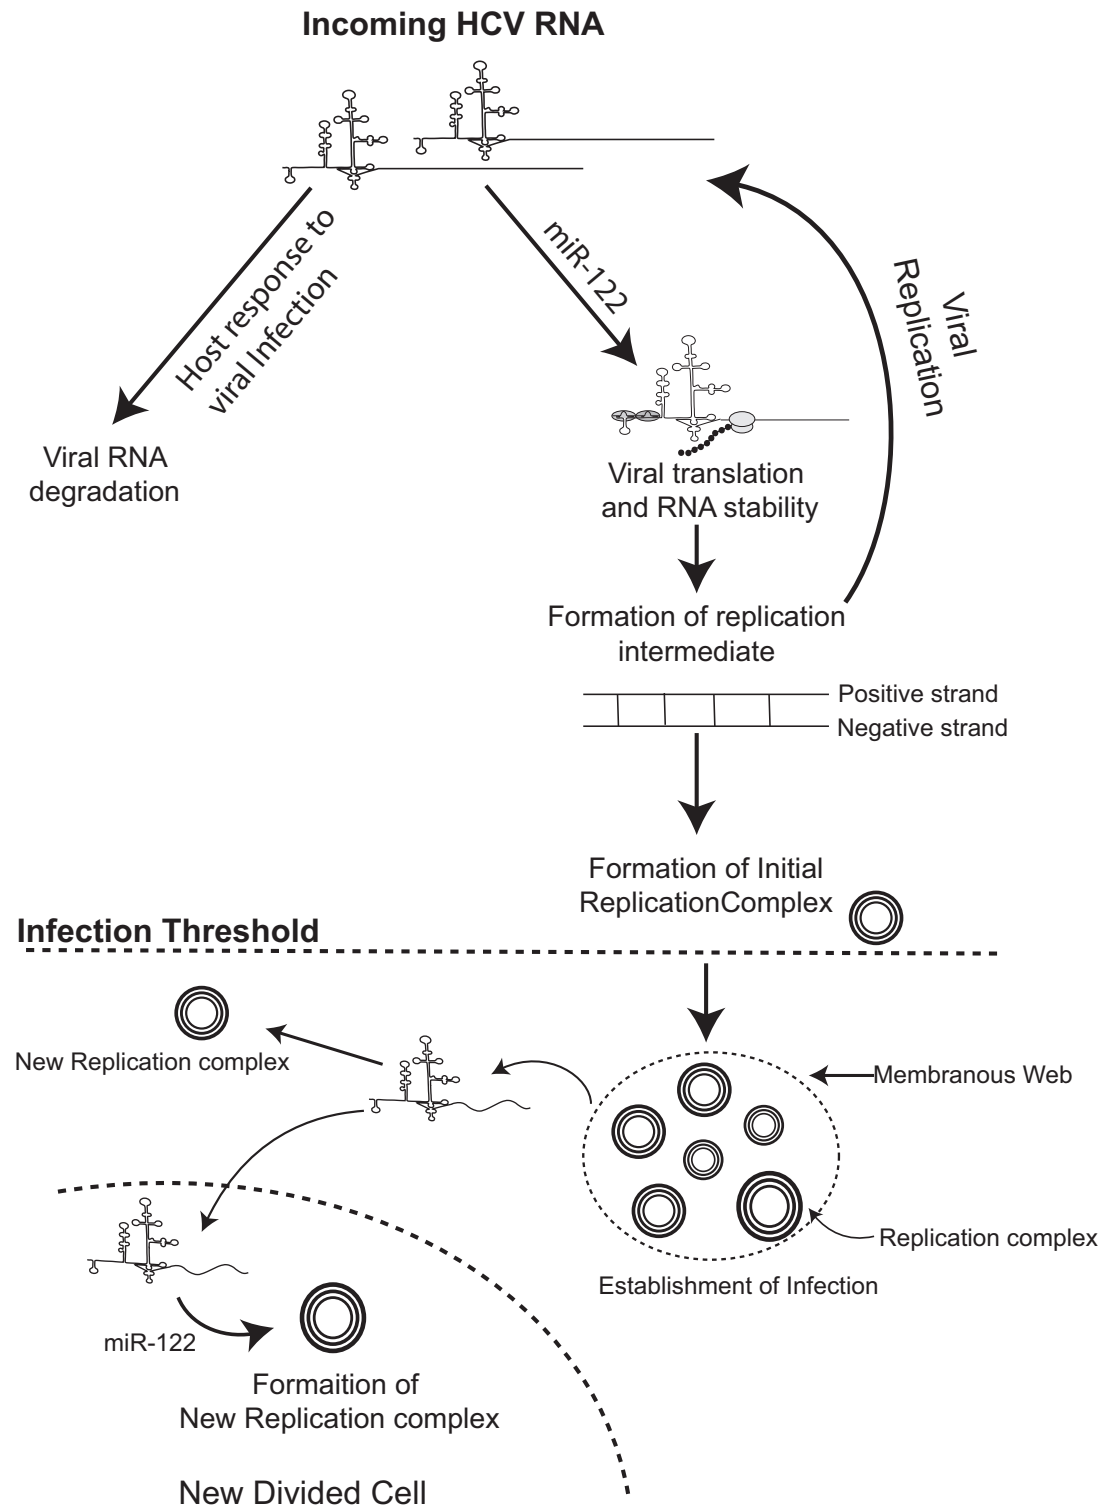 Incoming HCV RNA
Host response to
viral Infection
miR-122
Viral
Replication
Viral RNA
degradation
Viral translation
and RNA stability
Formation of replication
intermediate
Positive strand
Negative strand
Formation of Initial
ReplicationComplex
Infection Threshold
New Replication complex
Membranous Web
Replication complex
Establishment of Infection
miR-122
Formaition of
New Replication complex
New Divided Cell